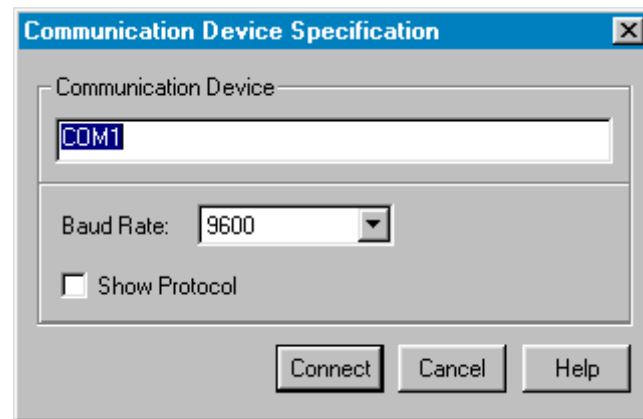 Communication Device Specification
Communication Device
COM1
Baud Rate: 9600
Show Protocol
Connect Cancel Help